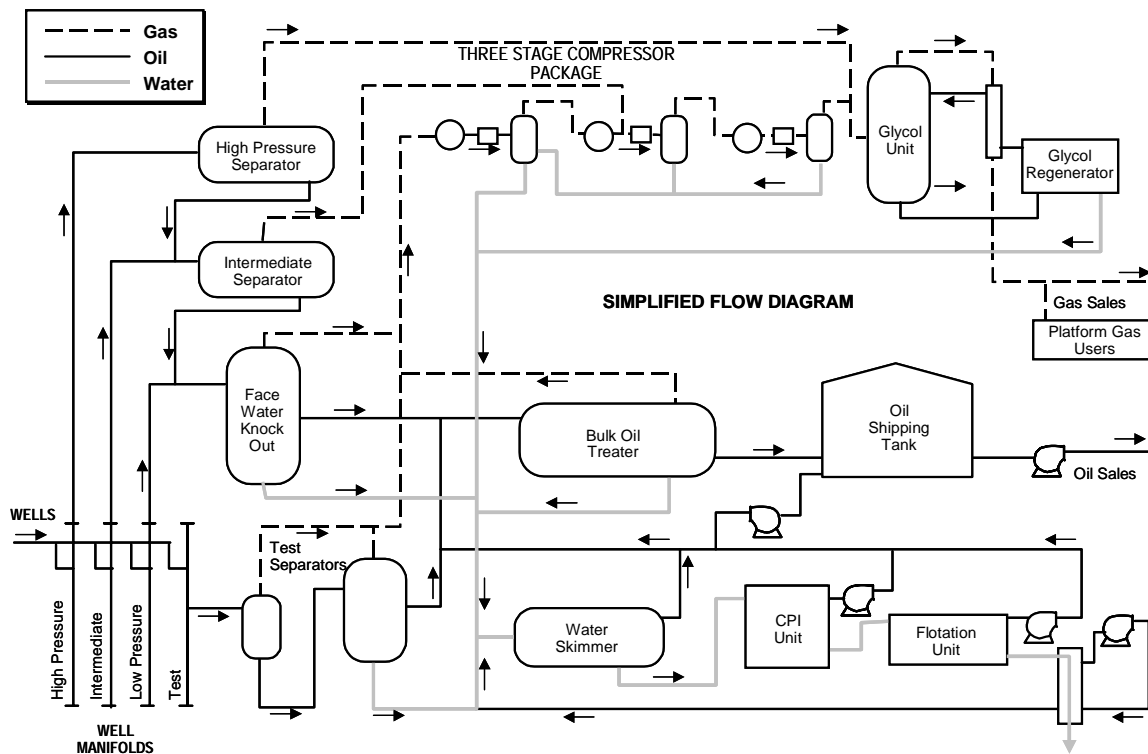 Gas
Oil
Water
THREE STAGE COMPRESSOR
PACKAGE
High Pressure
Separator
Glycol
Unit
Glycol
Regenerator
Intermediate
Separator
SIMPLIFIED FLOW DIAGRAM
Gas Sales
Platform Gas
Users
Face
Water
Knock
Out
Bulk Oil
Treater
Oil
Shipping
Tank
Oil Sales
WELLS
Test
Separators
Water
Skimmer
CPI
Unit
Flotation
Unit
High Pressure
Intermediate
Low Pressure
Test
WELL
MANIFOLDS